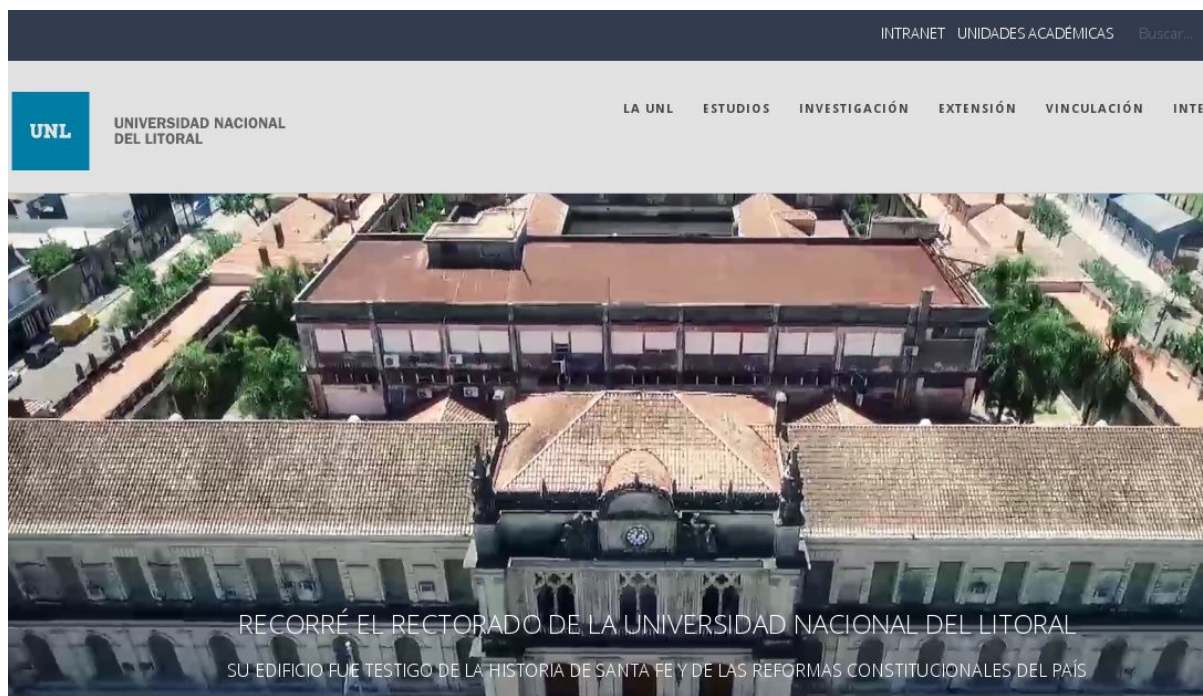 INTRANET UNIDADES ACADÉMICAS Buscar...
UNL
UNIVERSIDAD NACIONAL
DEL LITORAL
LA UNL ESTUDIOS INVESTIGACIÓN EXTENSIÓN VINCULACIÓN INTE
RECORRÉ EL RECTORADO DE LA UNIVERSIDAD NACIONAL DEL LITORAL
SU EDIFICIO FUE TESTIGO DE LA HISTORIA DE SANTA FE Y DE LAS REFORMAS CONSTITUCIONALES DEL PAÍS